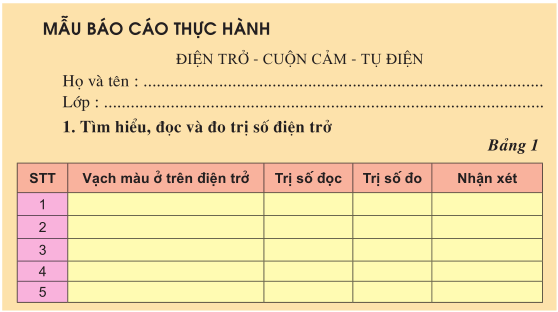 MẪU BÁO CÁO THỰC HÀNH
ĐIỆN TRỞ - CUỘN CẢM - TỤ ĐIỆN
Họ và tên : ................................................................................
Lớp : ........................................................................................
1. Tìm hiểu, đọc và đo trị số điện trở
Bảng 1
STT Vạch màu ở trên điện trở Trị số đọc Trị số đo Nhận xét
1
2
3
4
5